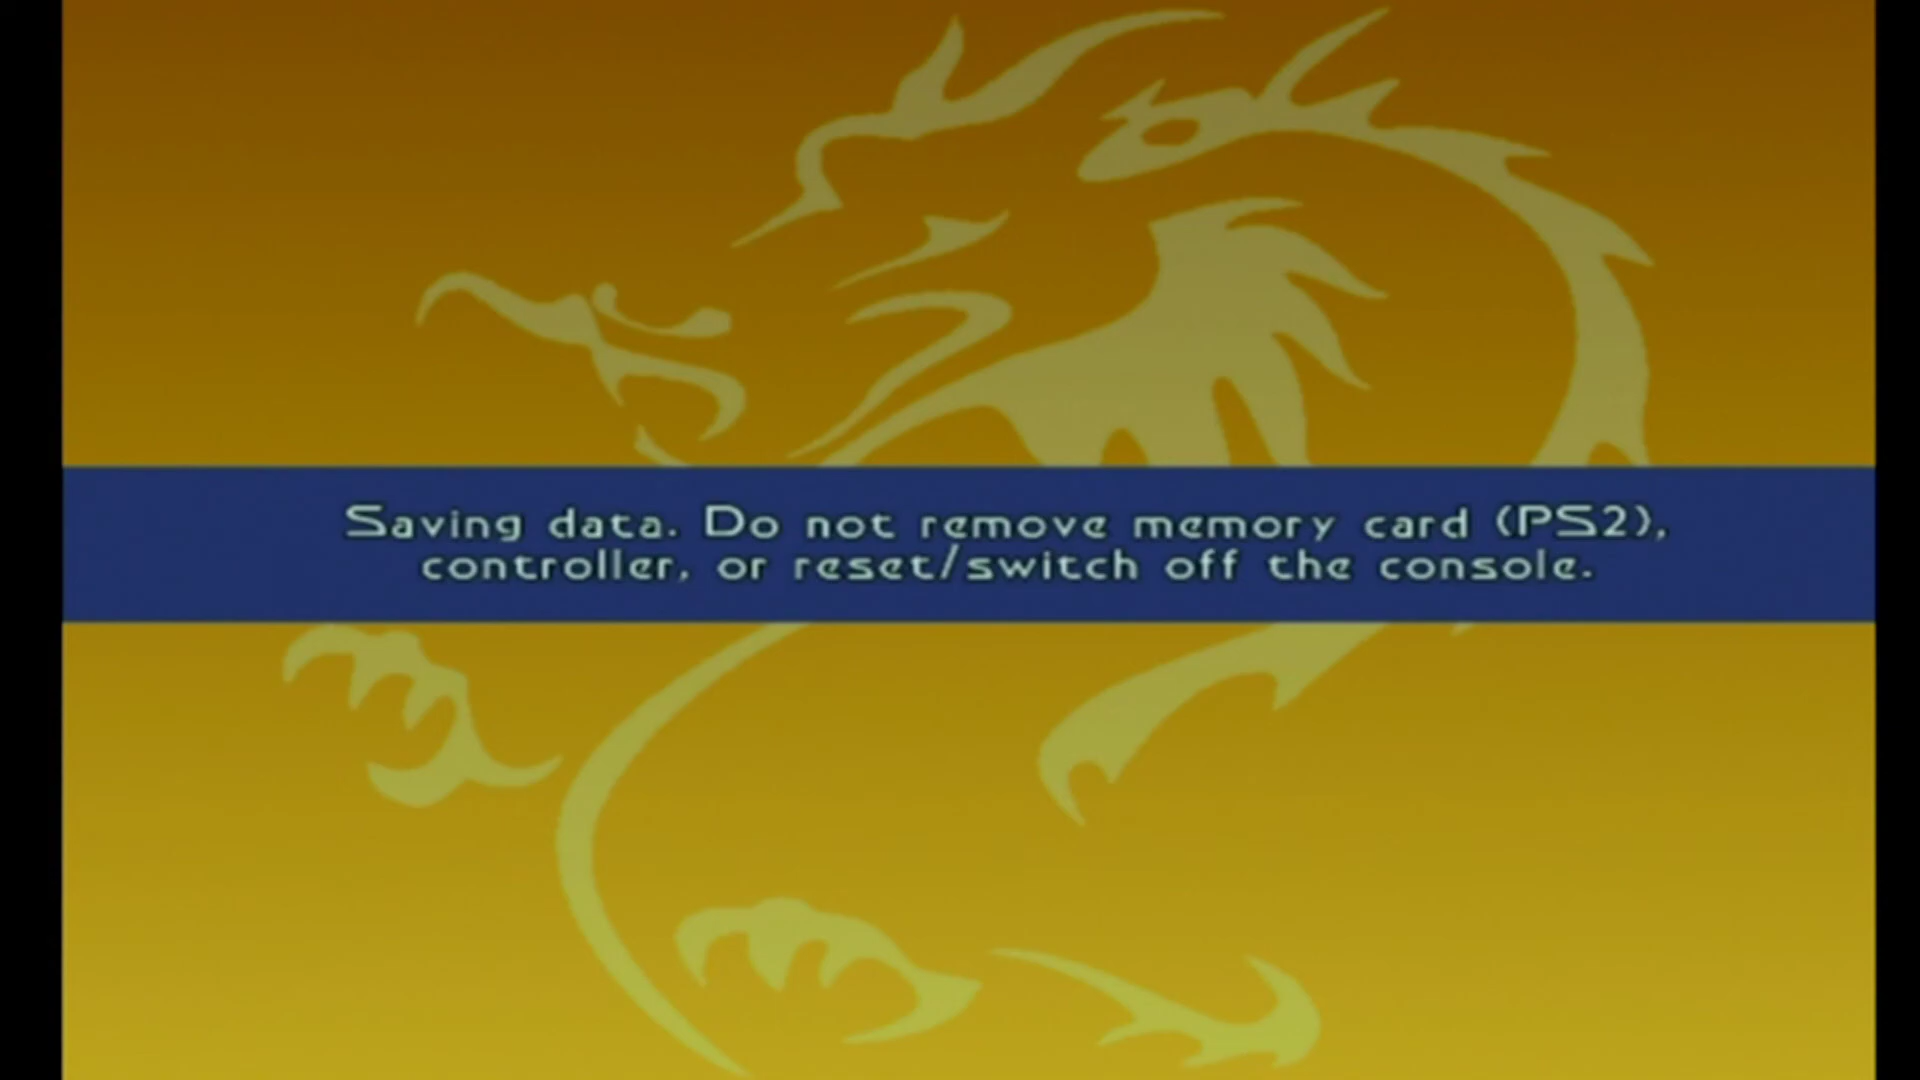 Saving data. Do not remove memory card (PS2),
controller, or reset/switch off the console.